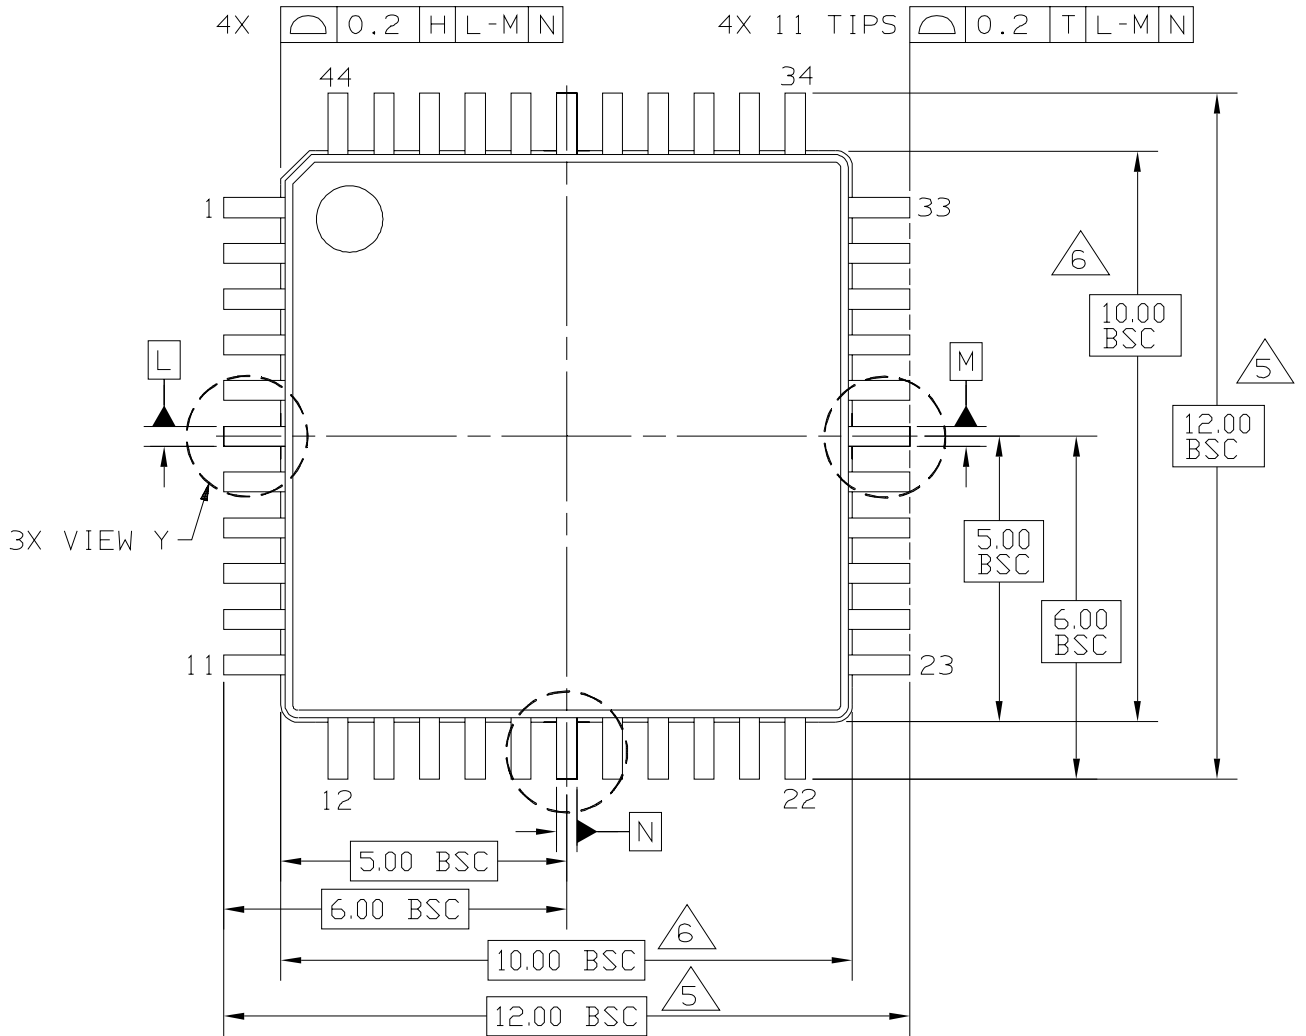 4X ⌓ 0.2 H L-M N
4X 11 TIPS ⌓ 0.2 T L-M N
44
34
1
33
6
10.00
BSC
L
M
5
12.00
BSC
3X VIEW Y
5.00
BSC
6.00
BSC
11
23
12
22
N
5.00 BSC
6.00 BSC
6
10.00 BSC
5
12.00 BSC